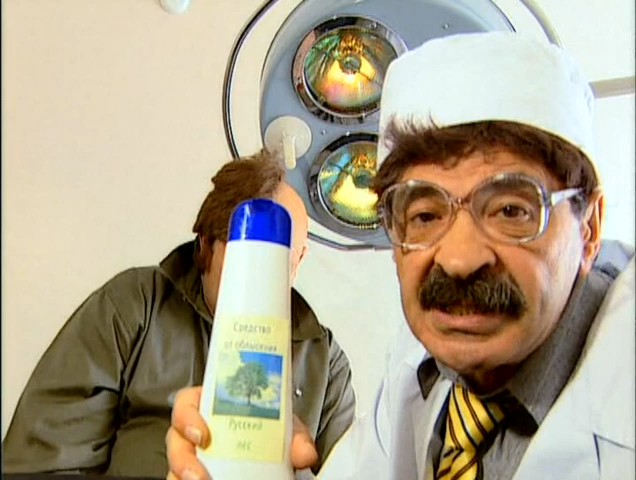 Средство
от облысения
Русский
лес